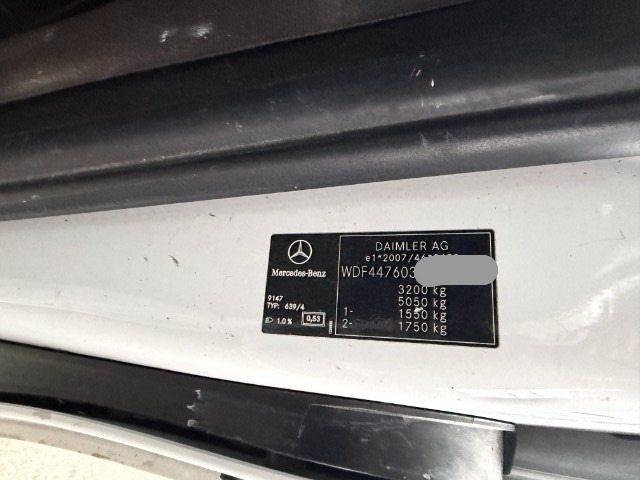 Mercedes-Benz
9147
TYP: 639/4
1.0 %
0,53
DAIMLER AG
WDF447603
3200 kg
5050 kg
1- 1550 kg
2- 1750 kg